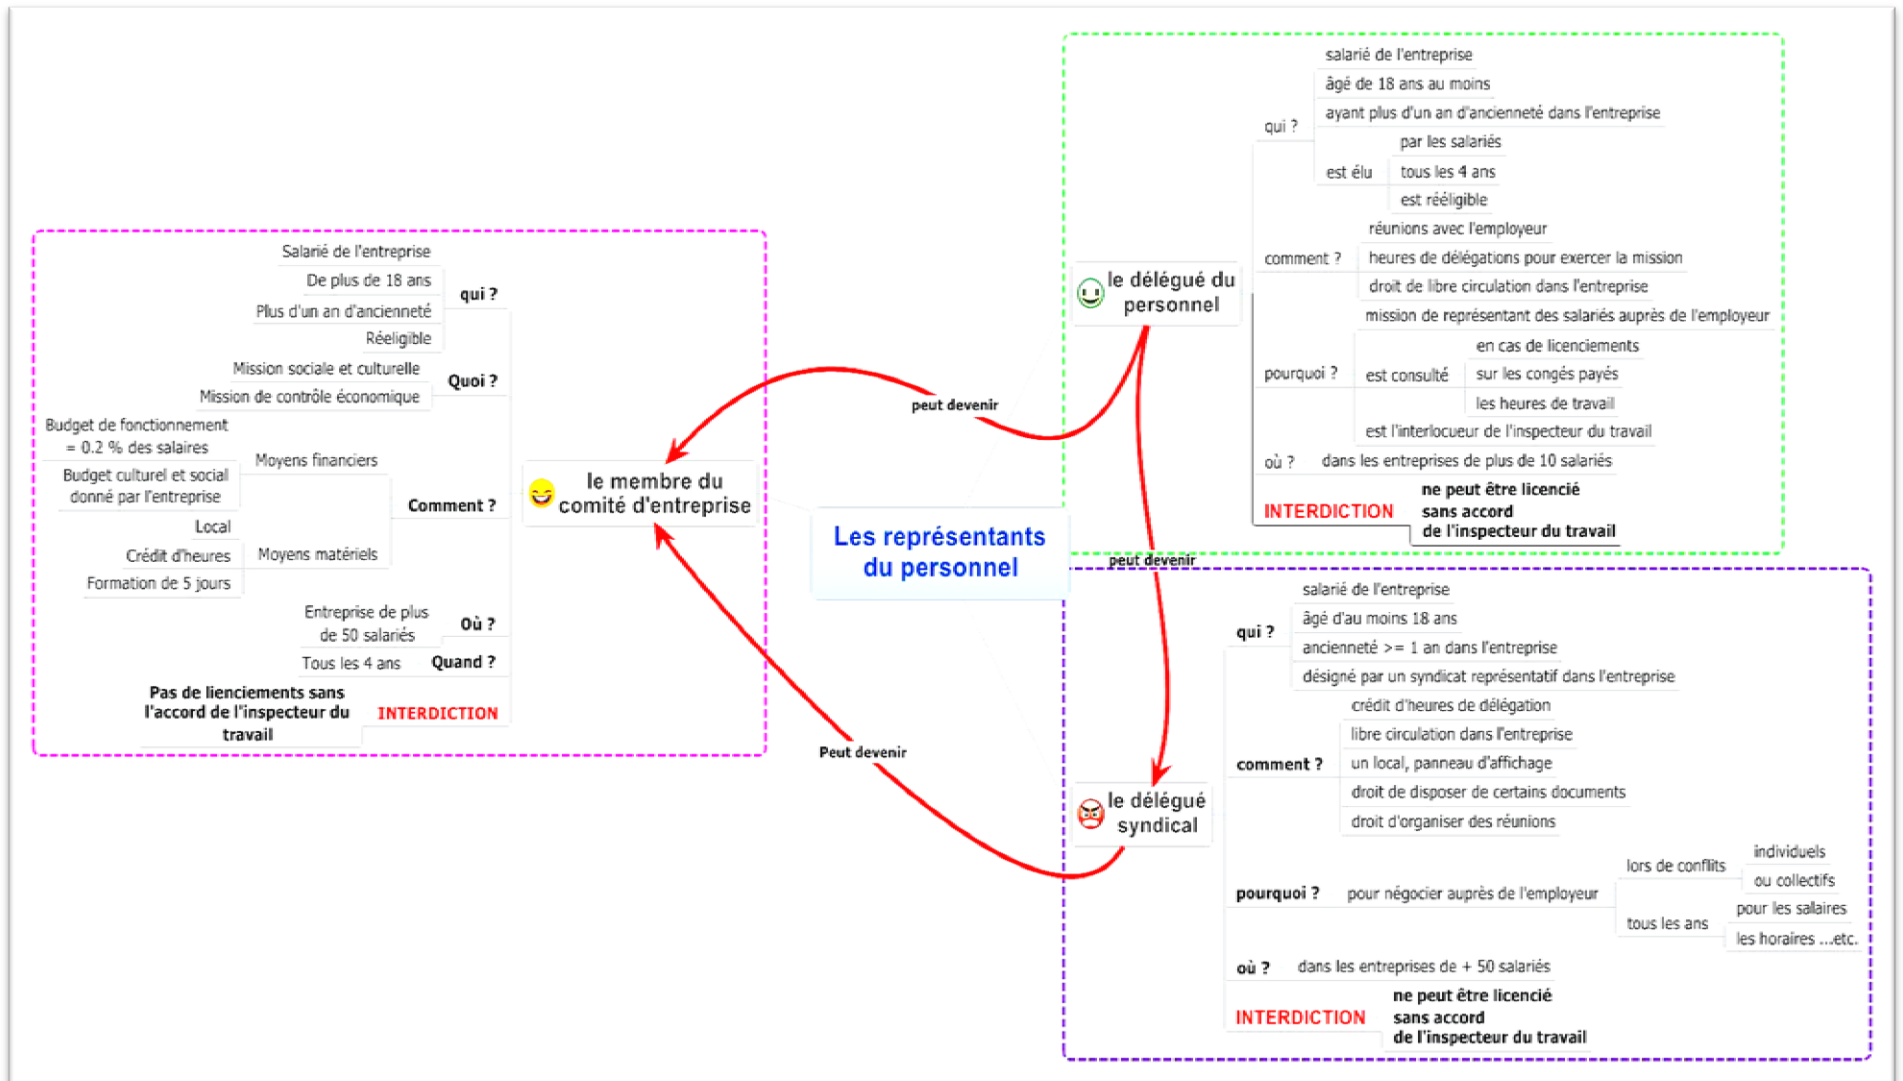 Les représentants
du personnel
le délégué du
personnel
qui ?
salarié de l'entreprise
âgé de 18 ans au moins
ayant plus d'un an d'ancienneté dans l'entreprise
est élu
par les salariés
tous les 4 ans
est rééligible
comment ?
réunions avec l'employeur
heures de délégations pour exercer la mission
droit de libre circulation dans l'entreprise
pourquoi ?
mission de représentant des salariés auprès de l'employeur
est consulté
en cas de licenciements
sur les congés payés
les heures de travail
est l'interlocueur de l'inspecteur du travail
où ?
dans les entreprises de plus de 10 salariés
INTERDICTION
ne peut être licencié
sans accord
de l'inspecteur du travail
peut devenir
peut devenir
le délégué
syndical
qui ?
salarié de l'entreprise
âgé d'au moins 18 ans
ancienneté >= 1 an dans l'entreprise
désigné par un syndicat représentatif dans l'entreprise
comment ?
crédit d'heures de délégation
libre circulation dans l'entreprise
un local, panneau d'affichage
droit de disposer de certains documents
droit d'organiser des réunions
pourquoi ?
pour négocier auprès de l'employeur
lors de conflits
individuels
ou collectifs
tous les ans
pour les salaires
les horaires ...etc.
où ?
dans les entreprises de + 50 salariés
INTERDICTION
ne peut être licencié
sans accord
de l'inspecteur du travail
Peut devenir
le membre du
comité d'entreprise
qui ?
Salarié de l'entreprise
De plus de 18 ans
Plus d'un an d'ancienneté
Réeligible
Quoi ?
Mission sociale et culturelle
Mission de contrôle économique
Comment ?
Moyens financiers
Budget de fonctionnement
= 0.2 % des salaires
Budget culturel et social
donné par l'entreprise
Moyens matériels
Local
Crédit d'heures
Formation de 5 jours
Où ?
Entreprise de plus
de 50 salariés
Quand ?
Tous les 4 ans
INTERDICTION
Pas de lienciements sans
l'accord de l'inspecteur du
travail